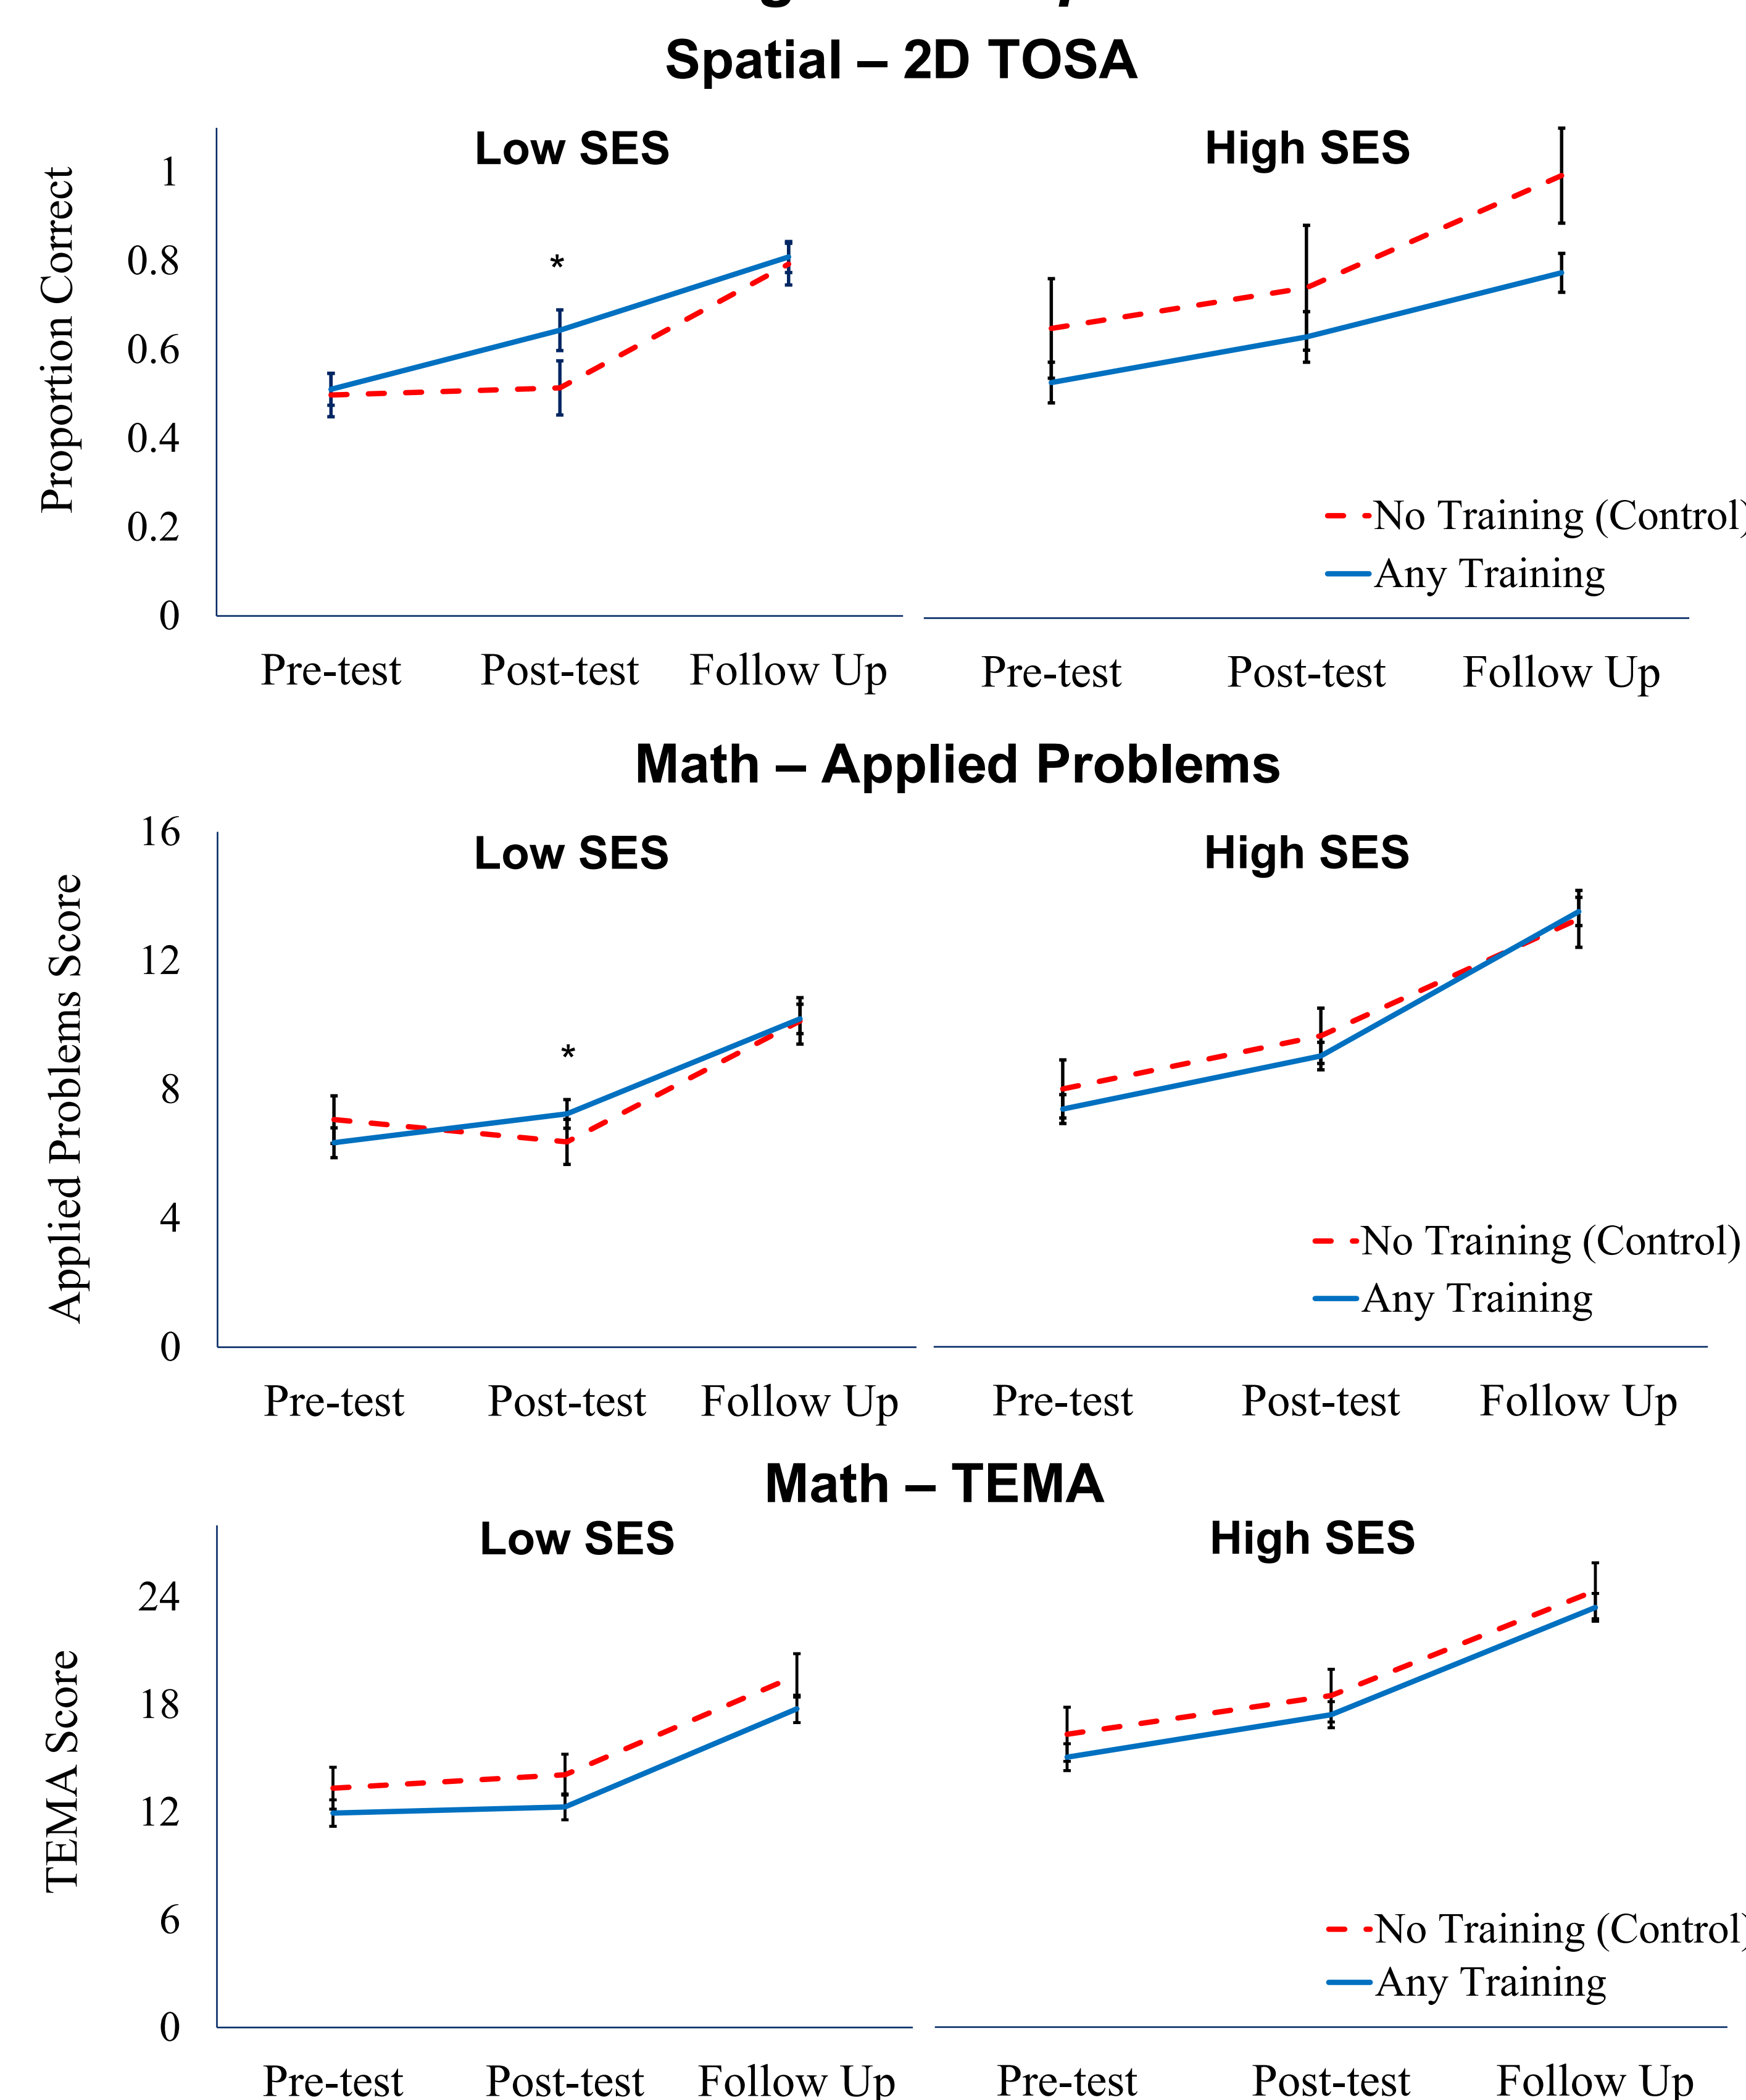 Spatial – 2D TOSA
Low SES
High SES
Proportion Correct
1
0.8
0.6
0.4
0.2
0
*
No Training (Control)
Any Training
Pre-test Post-test Follow Up Pre-test Post-test Follow Up
Math – Applied Problems
Low SES
High SES
Applied Problems Score
16
12
8
4
0
*
No Training (Control)
Any Training
Pre-test Post-test Follow Up Pre-test Post-test Follow Up
Math – TEMA
Low SES
High SES
TEMA Score
24
18
12
6
0
No Training (Control)
Any Training
Pre-test Post-test Follow Up Pre-test Post-test Follow Up